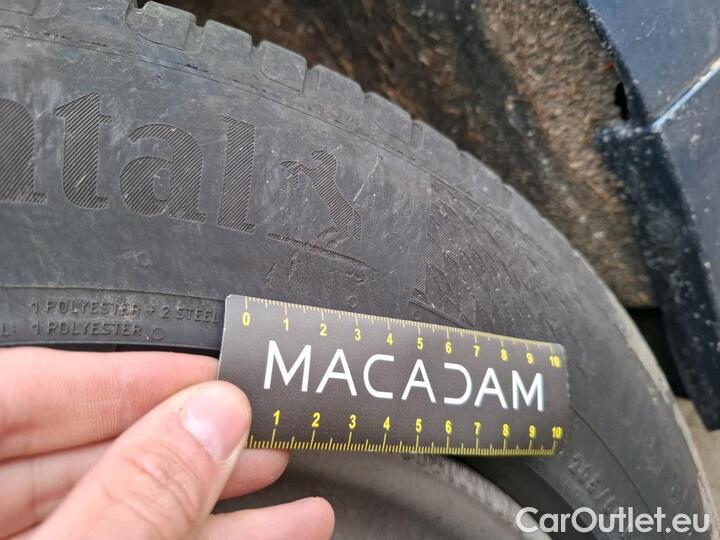 ntal
1 POLYESTER + 2 STEEL
L: 1 POLYESTER
0 1 2 3 4 5 6 7 8 9 10
MACADAM
1 2 3 4 5 6 7 8 9 10
205/
CarOutlet.eu